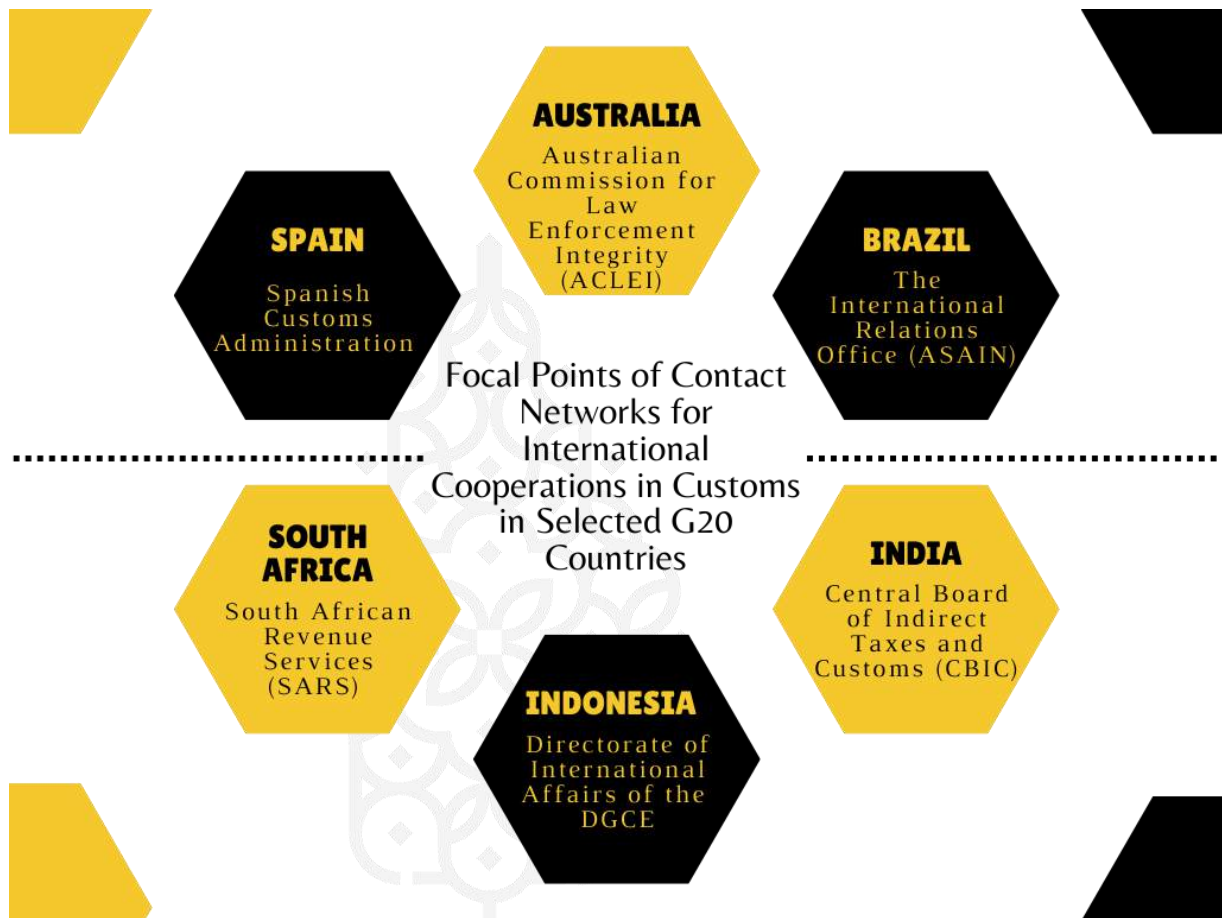 AUSTRALIA
Australian
Commission for
Law
Enforcement
Integrity
(ACLEI)
SPAIN
Spanish
Customs
Administration
BRAZIL
The
International
Relations
Office (ASAIN)
Focal Points of Contact
Networks for
International
Cooperations in Customs
in Selected G20
Countries
SOUTH
AFRICA
South African
Revenue
Services
(SARS)
INDIA
Central Board
of Indirect
Taxes and
Customs (CBIC)
INDONESIA
Directorate of
International
Affairs of the
DGCE